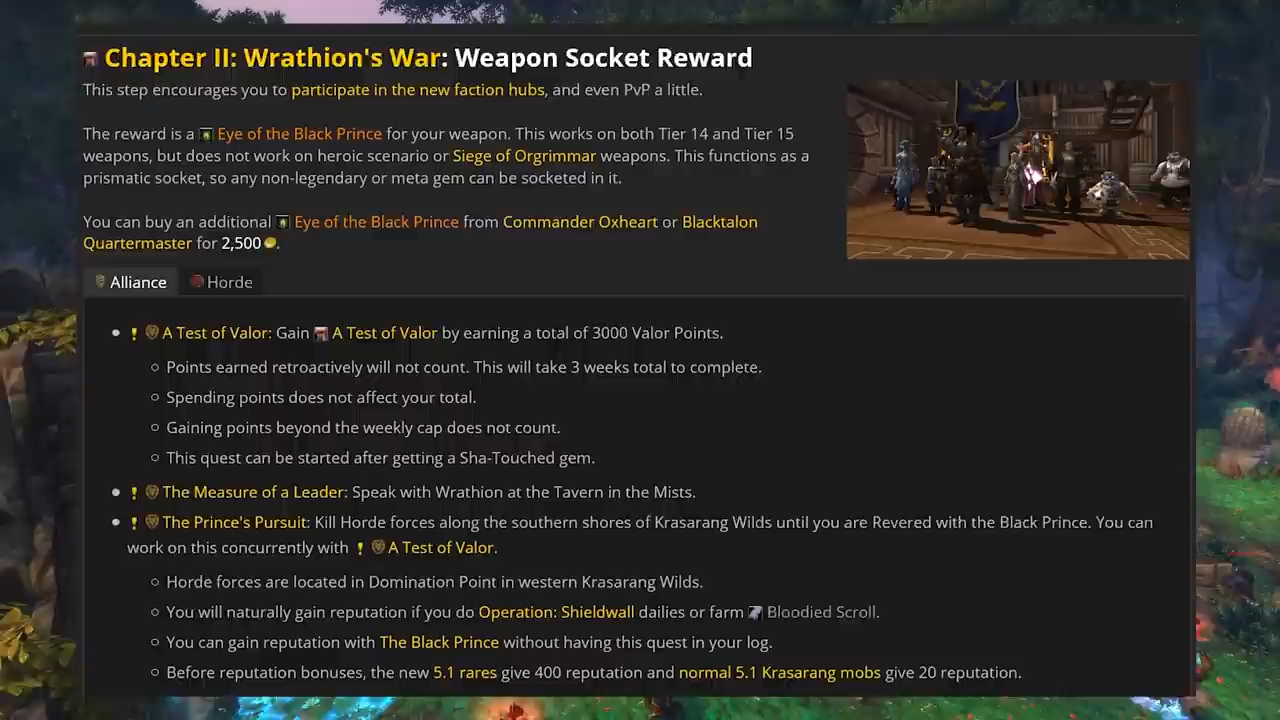 Chapter II: Wrathion's War: Weapon Socket Reward
This step encourages you to participate in the new faction hubs, and even PvP a little.
The reward is a Eye of the Black Prince for your weapon. This works on both Tier 14 and Tier 15
weapons, but does not work on heroic scenario or Siege of Orgrimmar weapons. This functions as a
prismatic socket, so any non-legendary or meta gem can be socketed in it.
You can buy an additional Eye of the Black Prince from Commander Oxheart or Blacktalon
Quartermaster for 2,500.
Alliance Horde
A Test of Valor: Gain A Test of Valor by earning a total of 3000 Valor Points.
Points earned retroactively will not count. This will take 3 weeks total to complete.
Spending points does not affect your total.
Gaining points beyond the weekly cap does not count.
This quest can be started after getting a Sha-Touched gem.
The Measure of a Leader: Speak with Wrathion at the Tavern in the Mists.
The Prince's Pursuit: Kill Horde forces along the southern shores of Krasarang Wilds until you are Revered with the Black Prince. You can
work on this concurrently with A Test of Valor.
Horde forces are located in Domination Point in western Krasarang Wilds.
You will naturally gain reputation if you do Operation: Shieldwall dailies or farm Bloodied Scroll.
You can gain reputation with The Black Prince without having this quest in your log.
Before reputation bonuses, the new 5.1 rares give 400 reputation and normal 5.1 Krasarang mobs give 20 reputation.